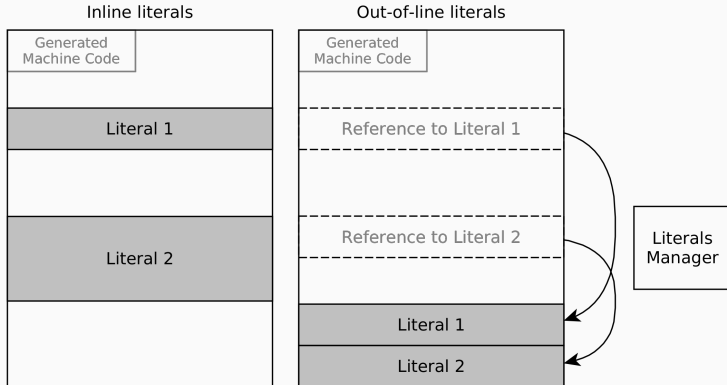 Inline literals
Generated
Machine Code
Literal 1
Literal 2
Out-of-line literals
Generated
Machine Code
Reference to Literal 1
Reference to Literal 2
Literal 1
Literal 2
Literals
Manager